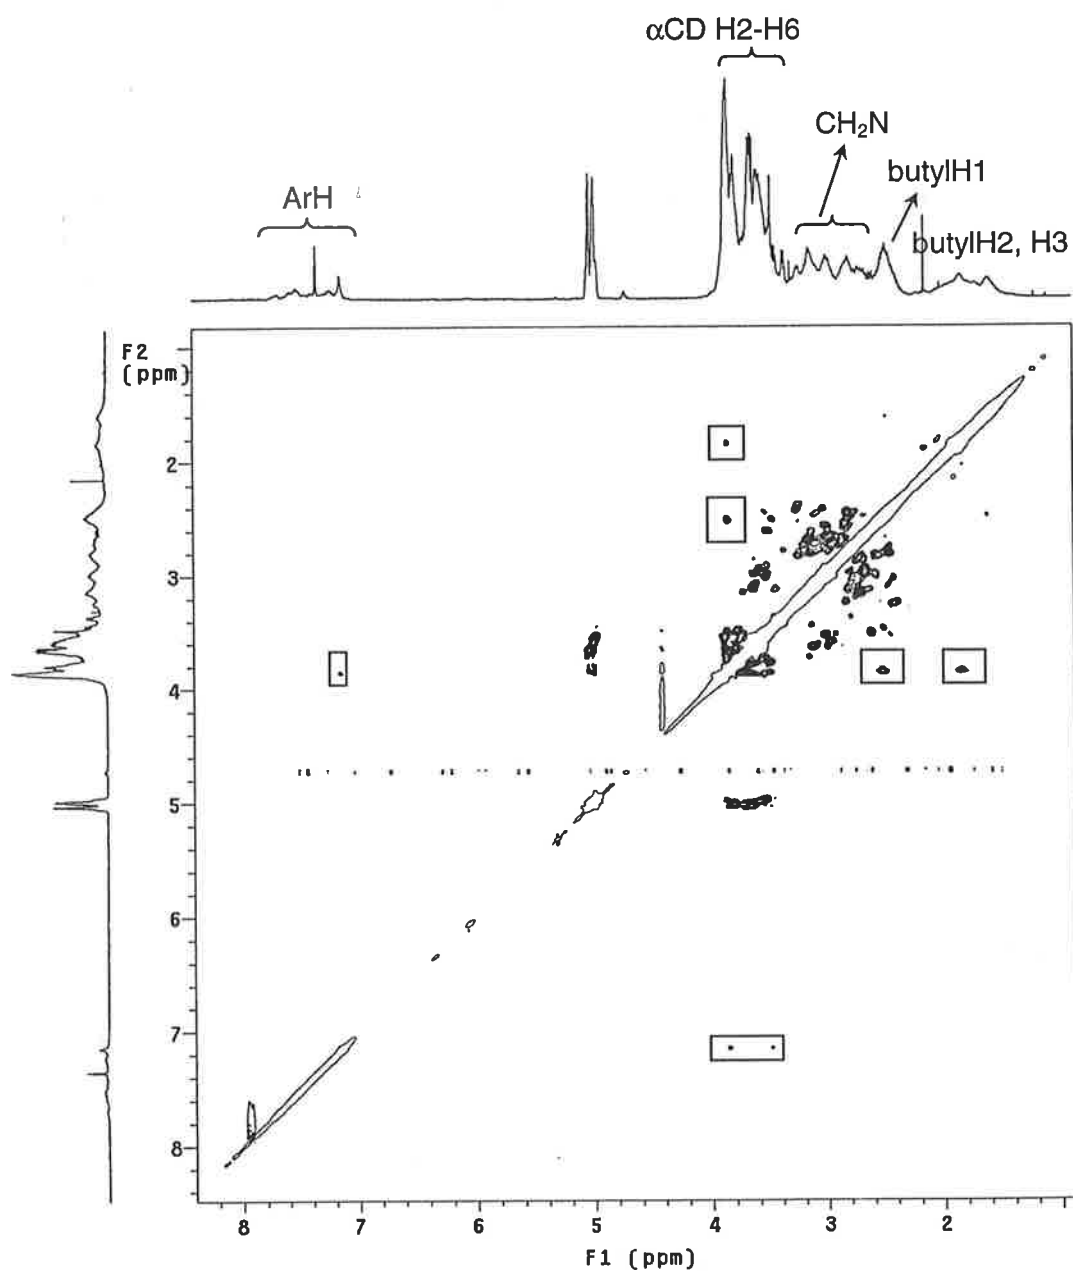 αCD H2-H6
CH₂N
butylH1
ArH
butylH2, H3
F2
(ppm)
2
3
4
5
6
7
8
8 7 6 5 4 3 2
F1 (ppm)